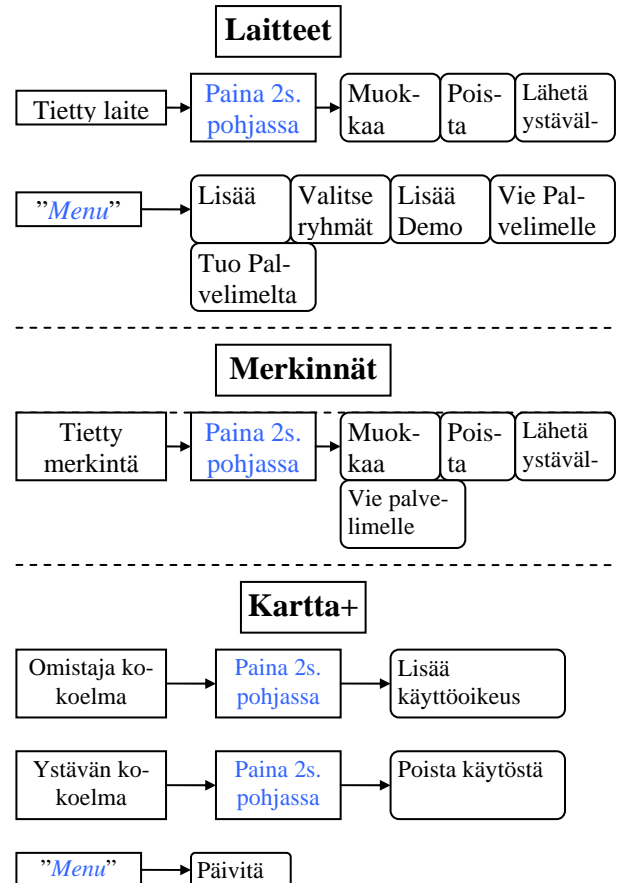 Laitteet
Tietty laite
Paina 2s.
pohjassa
Muok-
kaa
Pois-
ta
Lähetä
ystäväl-
"Menu"
Lisää
Valitse
ryhmät
Lisää
Demo
Vie Pal-
velimelle
Tuo Pal-
velimelta
Merkinnät
Tietty
merkintä
Paina 2s.
pohjassa
Muok-
kaa
Pois-
ta
Lähetä
ystäväl-
Vie palve-
limelle
Kartta+
Omistaja ko-
koelma
Paina 2s.
pohjassa
Lisää
käyttöoikeus
Ystävän ko-
koelma
Paina 2s.
pohjassa
Poista käytöstä
"Menu"
Päivitä